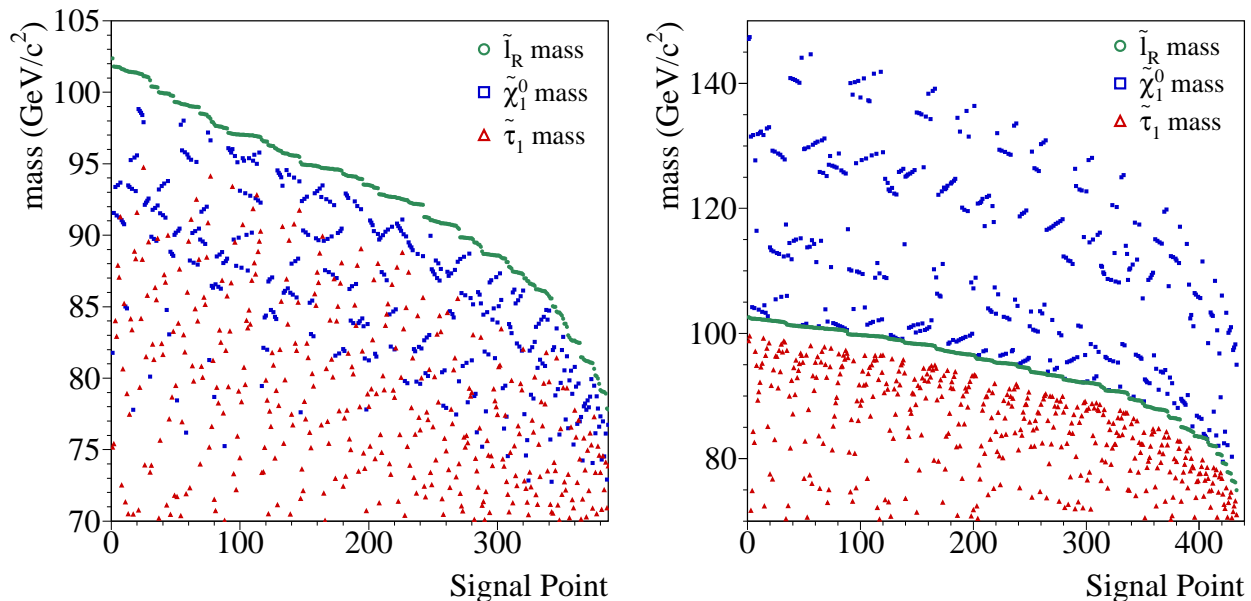 mass (GeV/c²)
105
100
95
90
85
80
75
70
0
100
200
300
Signal Point
l̃_R mass
χ̃₁⁰ mass
τ̃₁ mass
mass (GeV/c²)
140
120
100
80
0
100
200
300
400
Signal Point
l̃_R mass
χ̃₁⁰ mass
τ̃₁ mass